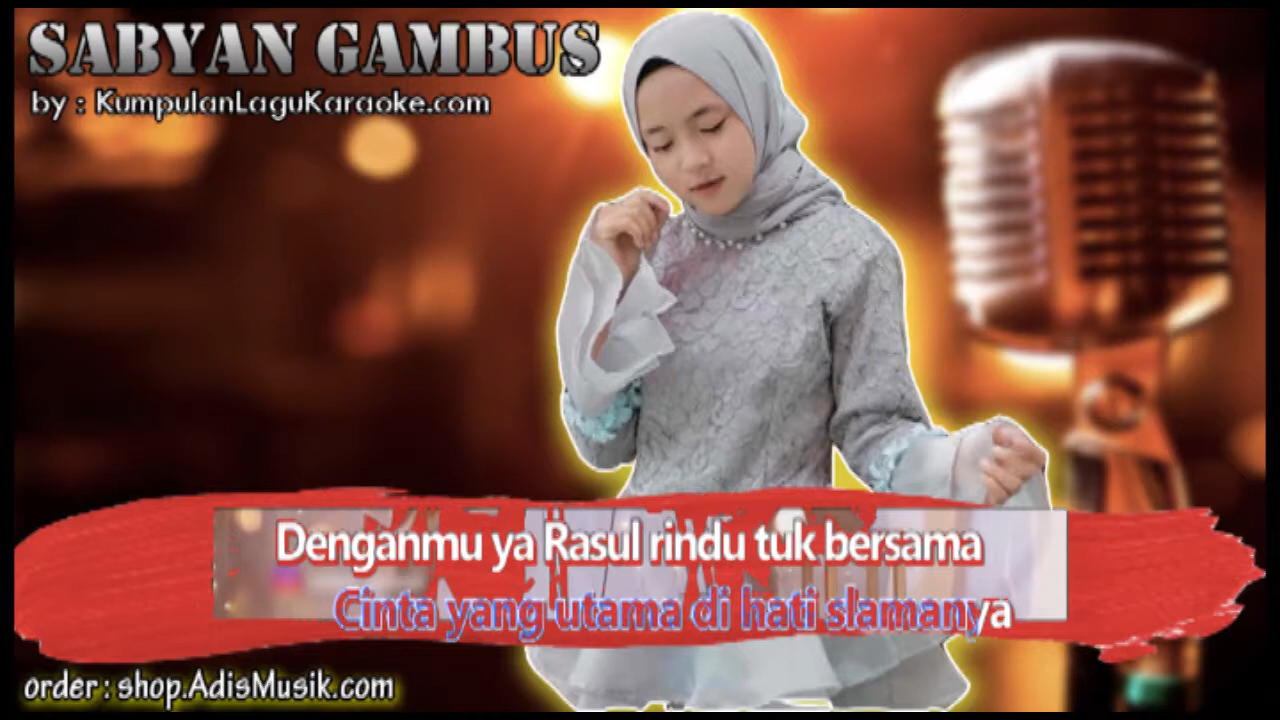 SABYAN GAMBUS
by : KumpulanLaguKaraoke.com
Denganmu ya Rasul rindu tuk bersama
Cinta yang utama di hati slamanya
order : shop.AdisMusik.com